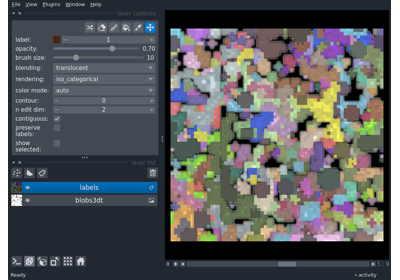 File View Plugins Window Help
layer controls
label: 1
opacity: 0.70
brush size: 10
blending: translucent
rendering: iso_categorical
color mode: auto
contour: 0
n edit dim: 2
contiguous:
preserve
labels:
show
selected:
layer list
labels
blobs3dt
activity